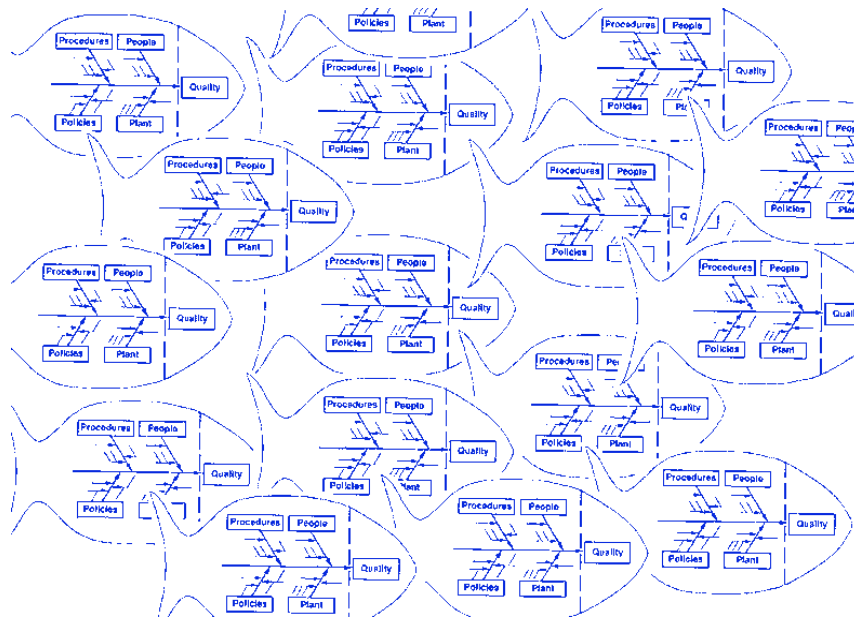 Policies Plant
Procedures People
Quality
Policies Plant
Procedures People
Quality
Policies Plant
Procedures People
Quality
Procedures People
Quality
Policies Plant
Procedures People
Quality
Policies
Procedures
Quality
Policies Plant
Procedures People
Quality
Policies Plant
Procedures People
Quality
Policies Plant
Procedures People
Policies Plant
Procedures
Quality
Policies Plant
Procedures People
Quality
Policies
Procedures People
Quality
Procedures People
Quality
Policies Plant
Procedures People
Quality
Policies Plant
Procedures People
Quality
Policies Plant
Procedures People
Quality
Policies Plant